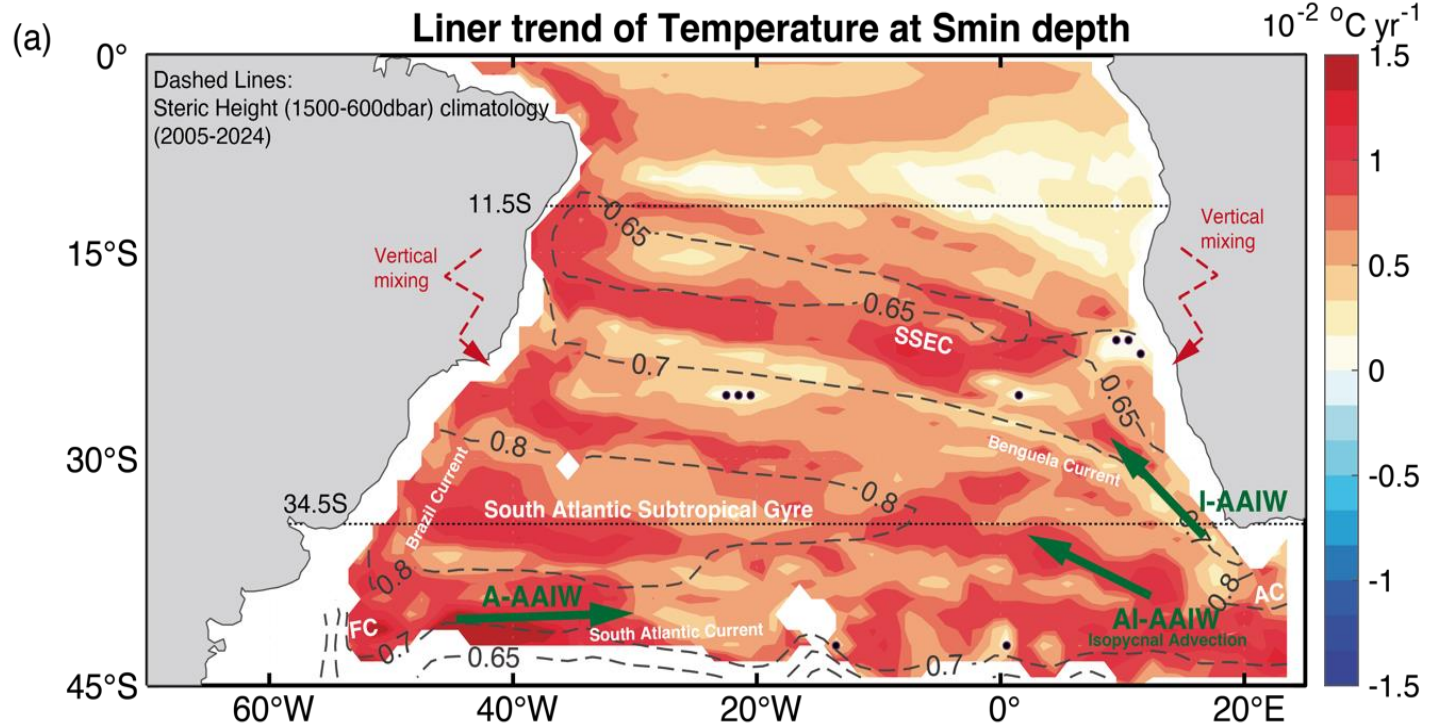 (a)
Liner trend of Temperature at Smin depth
10⁻² °C yr⁻¹
0°
15°S
30°S
45°S
Dashed Lines:
Steric Height (1500-600dbar) climatology
(2005-2024)
11.5S
34.5S
Vertical
mixing
Vertical
mixing
0.65
0.65
SSEC
0.7
0.65
0.8
Benguela Current
Brazil Current
0.8
South Atlantic Subtropical Gyre
I-AAIW
0.7
0.8
0.8
AC
A-AAIW
AI-AAIW
Isopycnal Advection
FC
South Atlantic Current
0.7
0.65
0.7
60°W
40°W
20°W
0°
20°E
1.5
1
0.5
0
-0.5
-1
-1.5